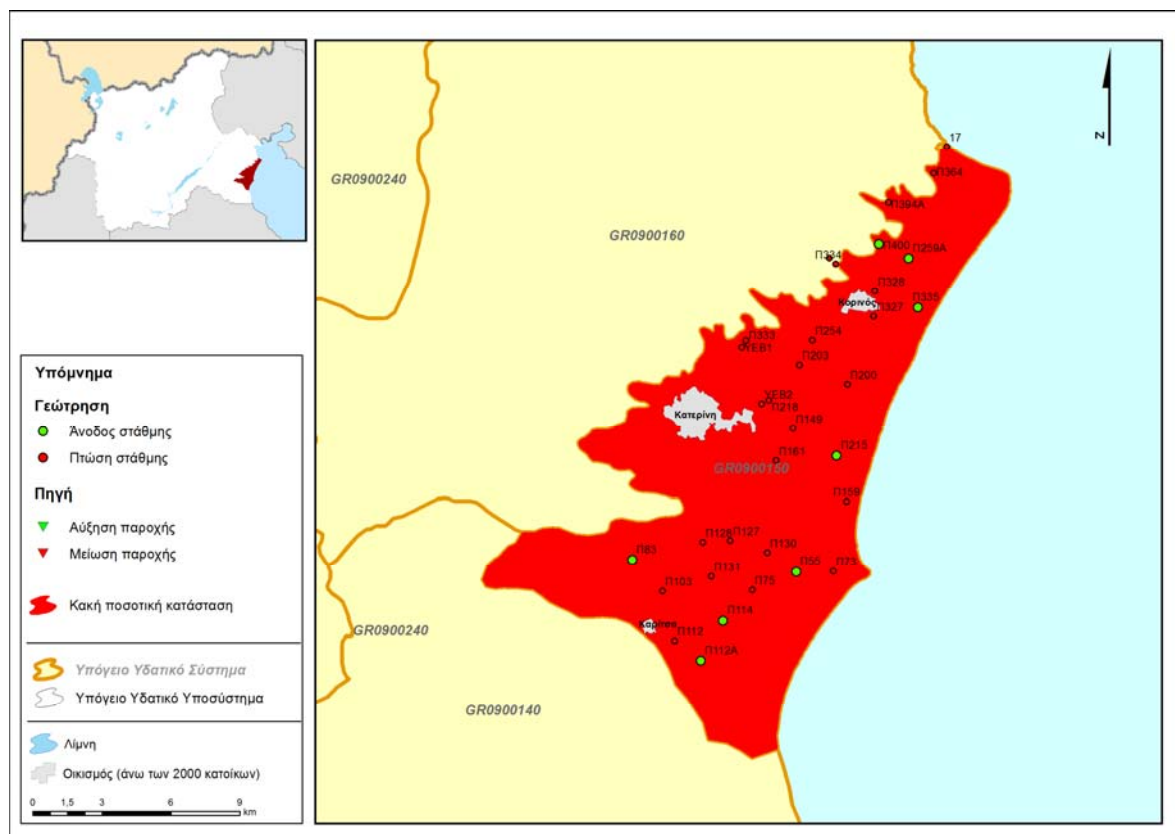 Υπόμνημα
Γεώτρηση
Άνοδος στάθμης
Πτώση στάθμης
Πηγή
Αύξηση παροχής
Μείωση παροχής
Κακή ποσοτική κατάσταση
Υπόγειο Υδατικό Σύστημα
Υπόγειο Υδατικό Υποσύστημα
Λίμνη
Οικισμός (άνω των 2000 κατοίκων)
0 1,5 3 6 9
km
Z
17
Π364
GR0900240
Π394Α
GR0900160
Π400
Π259Α
Π334
Π328
Κορινός
Π335
Π327
Π333
Π254
ΥΕΒ1
Π203
Π200
ΥΕΒ2
Π218
Κατερίνη
Π149
Π215
Π161
GR0900150
Π159
Π128
Π127
Π83
Π130
Π55
Π73
Π131
Π103
Π75
Π114
Καρίτσα
GR0900240
Π112
Π112Α
GR0900140